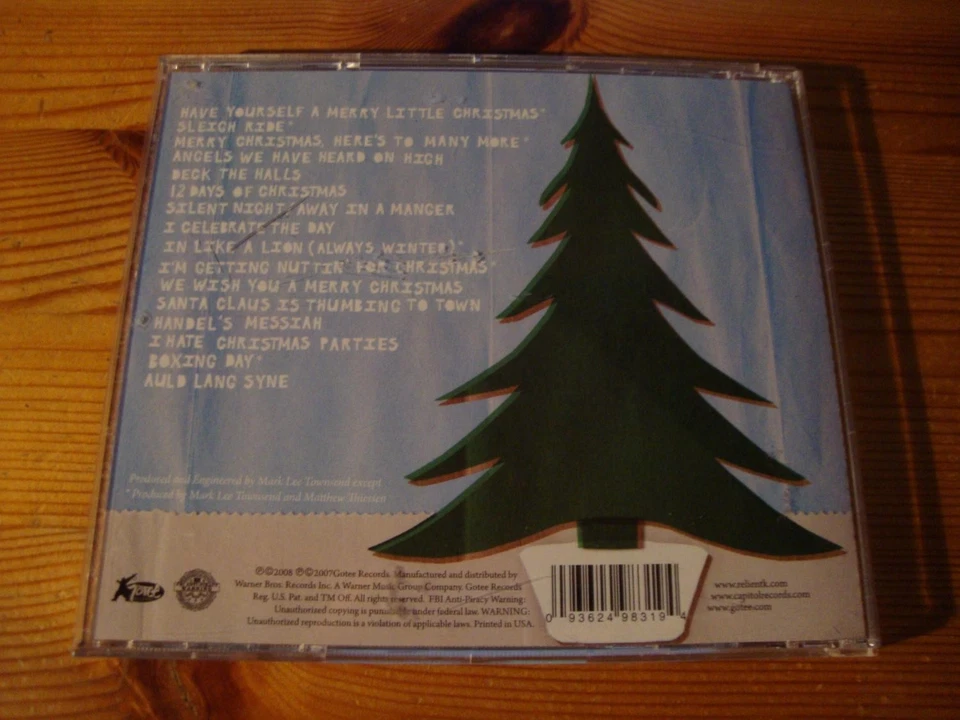 HAVE YOURSELF A MERRY LITTLE CHRISTMAS*
SLEIGH RIDE*
MERRY CHRISTMAS, HERE'S TO MANY MORE*
ANGELS WE HAVE HEARD ON HIGH
DECK THE HALLS
12 DAYS OF CHRISTMAS
SILENT NIGHT/AWAY IN A MANGER
I CELEBRATE THE DAY
IN LIKE A LION (ALWAYS WINTER)*
I'M GETTING NUTTIN' FOR CHRISTMAS*
WE WISH YOU A MERRY CHRISTMAS
SANTA CLAUS IS THUMBING TO TOWN
HANDEL'S MESSIAH
I HATE CHRISTMAS PARTIES
BOXING DAY*
AULD LANG SYNE
Produced and Engineered by Mark Lee Townsend except
*Produced by Mark Lee Townsend and Matthew Thiessen
Gotee
℗©2008 ℗©2007Gotee Records. Manufactured and distributed by
Warner Bros. Records Inc. A Warner Music Group Company. Gotee Records
Reg. U.S. Pat. and TM Off. All rights reserved. FBI Anti-Piracy Warning:
Unauthorized copying is punishable under federal law. WARNING:
Unauthorized reproduction is a violation of applicable laws. Printed in USA.
0 93624 98319 4
www.relientk.com
www.capitolrecords.com
www.gotee.com